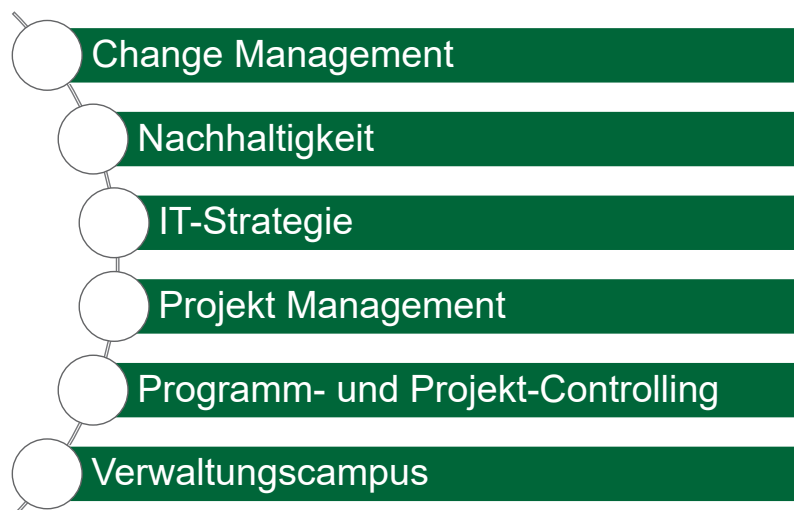 Change Management
Nachhaltigkeit
IT-Strategie
Projekt Management
Programm- und Projekt-Controlling
Verwaltungscampus